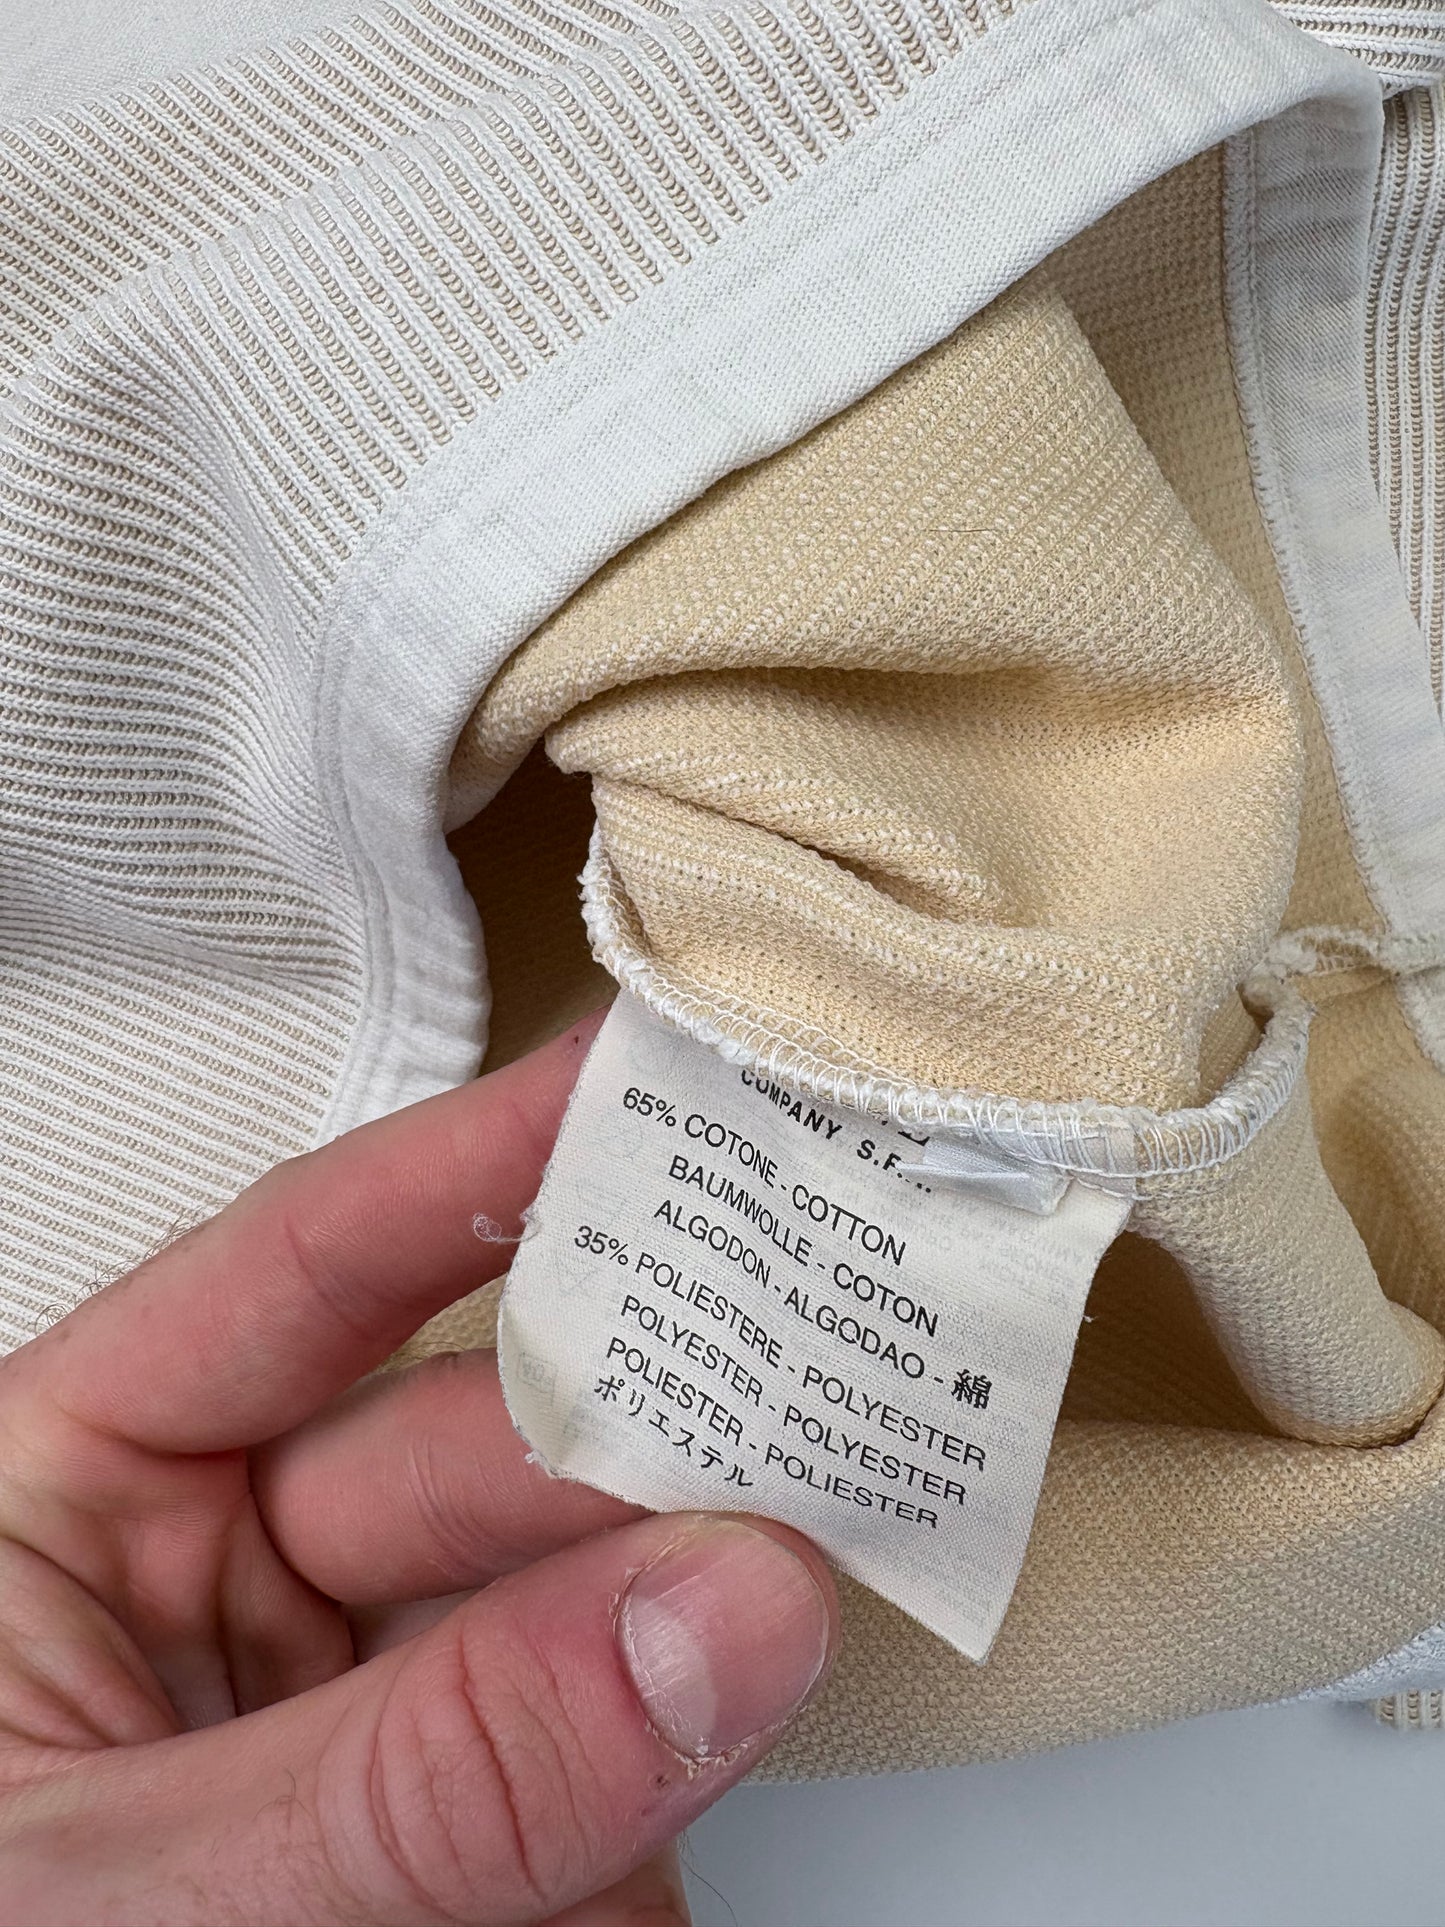 COMPANY S.P.A.
65% COTONE - COTTON
BAUMWOLLE - COTON
ALGODON - ALGODAO - 綿
35% POLIESTERE - POLYESTER
POLYESTER - POLYESTER
POLIESTER - POLIESTER
ポリエステル